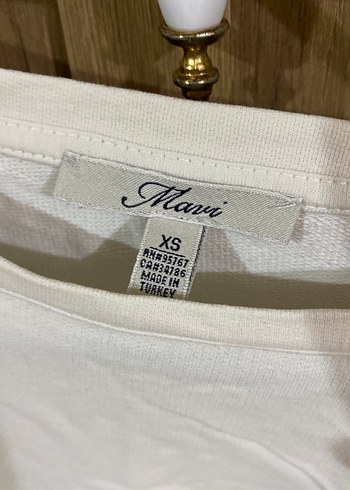 Mavi
XS
RN#95767
CA#34786
MADE IN
TURKEY